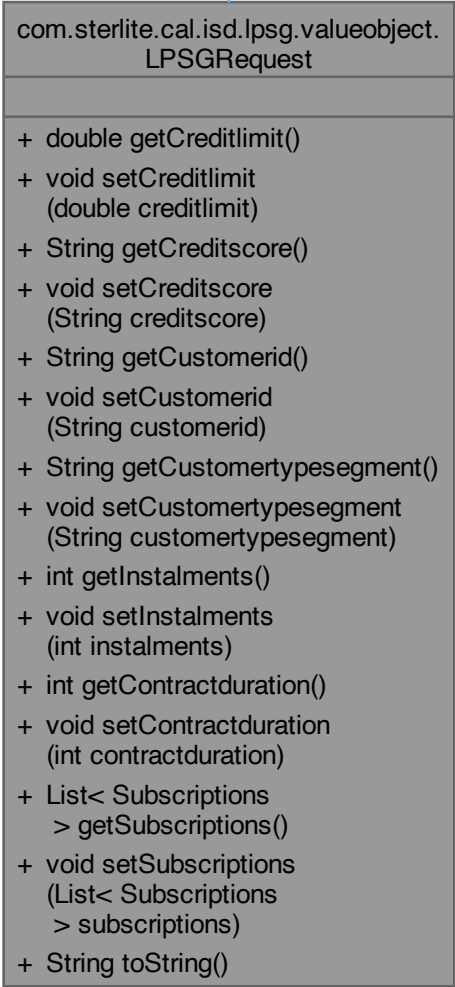 com.sterlite.cal.isd.lpsg.valueobject.
LPSGRequest
+ double getCreditlimit()
+ void setCreditlimit
(double creditlimit)
+ String getCreditscore()
+ void setCreditscore
(String creditscore)
+ String getCustomerid()
+ void setCustomerid
(String customerid)
+ String getCustomertypesegment()
+ void setCustomertypesegment
(String customertypesegment)
+ int getInstalments()
+ void setInstalments
(int instalments)
+ int getContractduration()
+ void setContractduration
(int contractduration)
+ List< Subscriptions
> getSubscriptions()
+ void setSubscriptions
(List< Subscriptions
> subscriptions)
+ String toString()